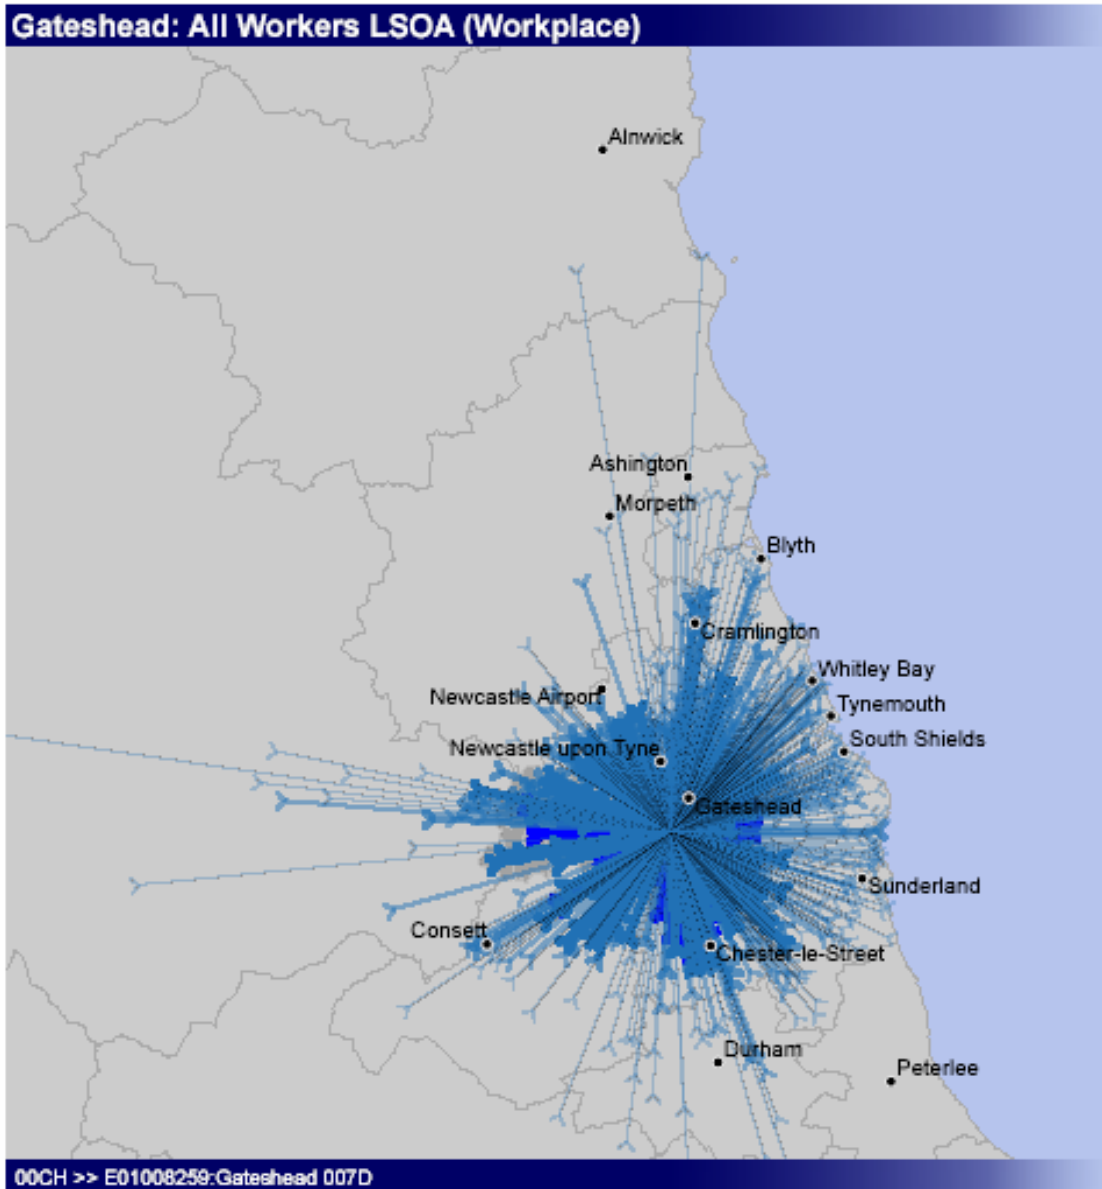 Gateshead: All Workers LSOA (Workplace)
Alnwick
Ashington
Morpeth
Blyth
Cramlington
Whitley Bay
Newcastle Airport
Tynemouth
Newcastle upon Tyne
South Shields
Gateshead
Sunderland
Consett
Chester-le-Street
Durham
Peterlee
00CH >> E01008259:Gateshead 007D